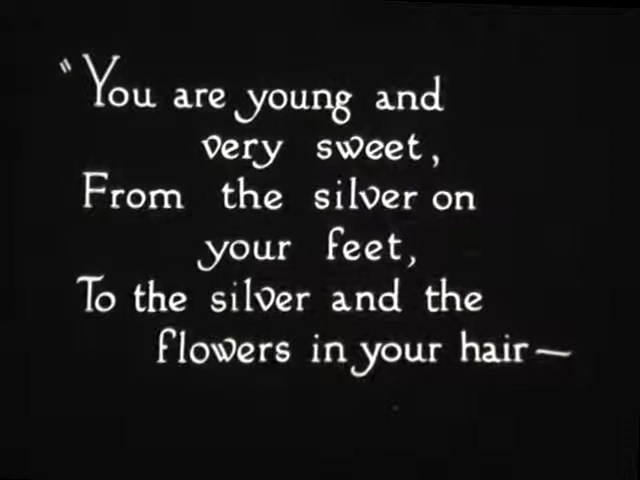 "You are young and
very sweet,
From the silver on
your feet,
To the silver and the
flowers in your hair—